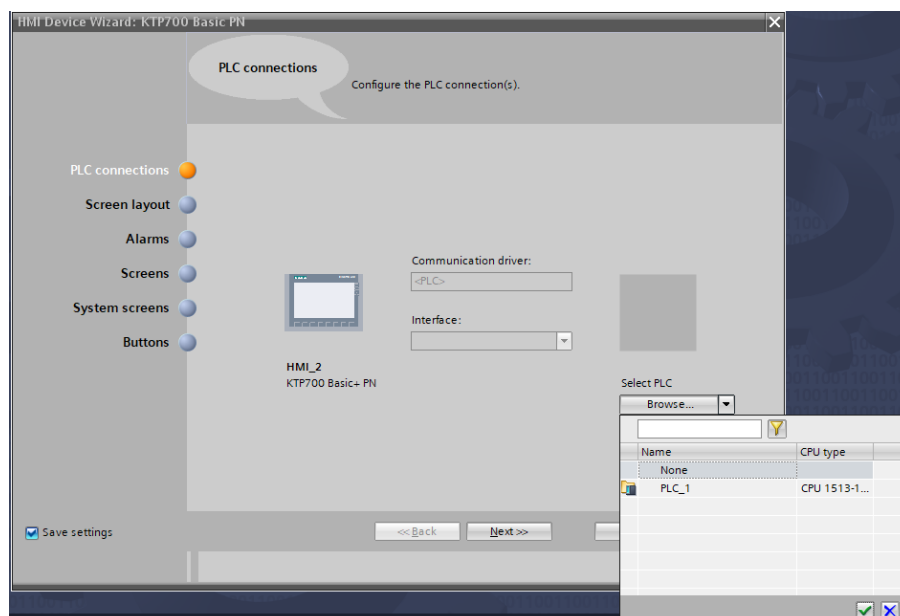 HMI Device Wizard: KTP700 Basic PN
PLC connections
Configure the PLC connection(s).
PLC connections
Screen layout
Alarms
Screens
System screens
Buttons
Communication driver:
<PLC>
Interface:
HMI_2
KTP700 Basic+ PN
Select PLC
Browse...
Name CPU type
None
PLC_1 CPU 1513-1...
Save settings
<<Back Next>>